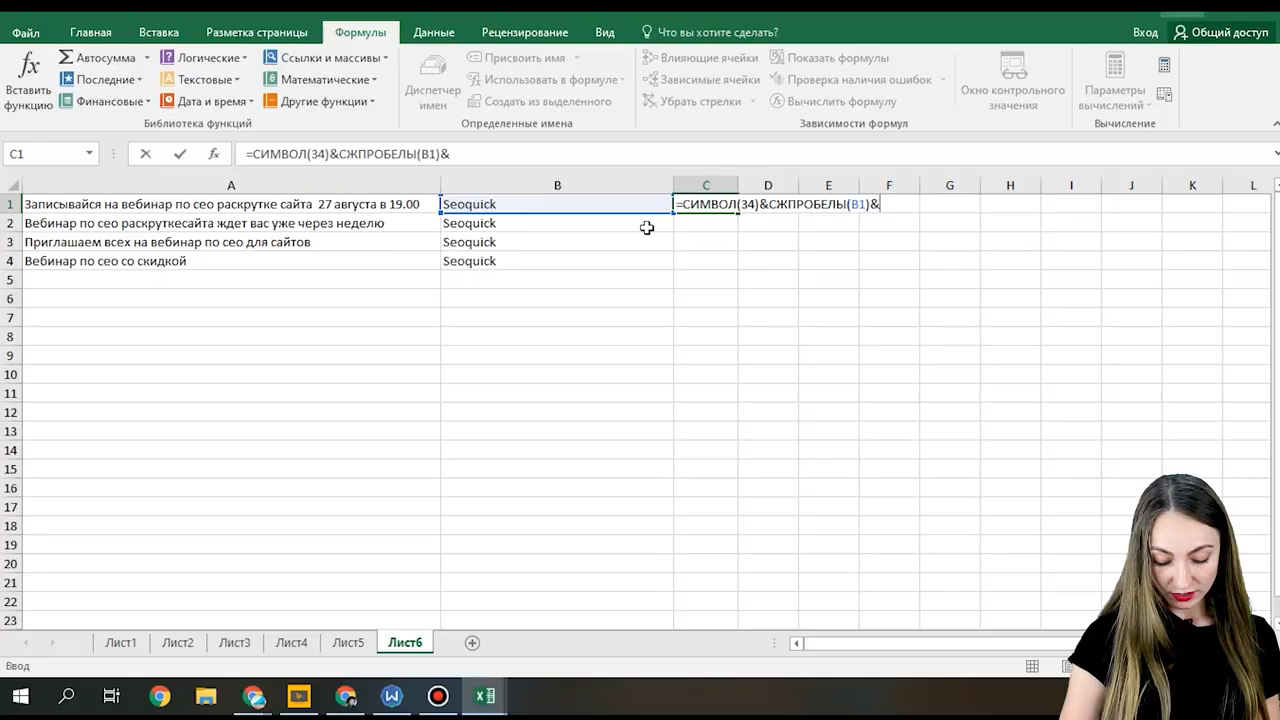 Файл Главная Вставка Разметка страницы Формулы Данные Рецензирование Вид Что вы хотите сделать? Вход Общий доступ
fx Вставить функцию
Автосумма Логические Ссылки и массивы
Последние Текстовые Математические
Финансовые Дата и время Другие функции
Библиотека функций
Диспетчер имен
Присвоить имя
Использовать в формуле
Создать из выделенного
Определенные имена
Влияющие ячейки Показать формулы
Зависимые ячейки Проверка наличия ошибок
Убрать стрелки Вычислить формулу
Зависимости формул
Окно контрольного значения
Параметры вычислений
Вычисление
C1 fx =СИМВОЛ(34)&СЖПРОБЕЛЫ(B1)&
A B C D E F G H I J K L
1 Записывайся на вебинар по сео раскрутке сайта 27 августа в 19.00 Seoquick =СИМВОЛ(34)&СЖПРОБЕЛЫ(B1)&
2 Вебинар по сео раскруткесайта ждет вас уже через неделю Seoquick
3 Приглашаем всех на вебинар по сео для сайтов Seoquick
4 Вебинар по сео со скидкой Seoquick
5
6
7
8
9
10
11
12
13
14
15
16
17
18
19
20
21
22
23
Лист1 Лист2 Лист3 Лист4 Лист5 Лист6
Ввод